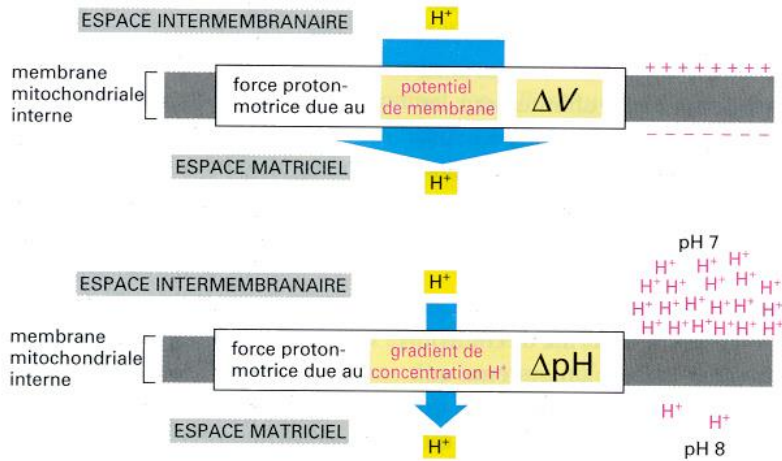 ESPACE INTERMEMBRANAIRE
H+
+ + + + + + +
membrane
mitochondriale
interne
force proton-
motrice due au
potentiel
de membrane
ΔV
– – – – – – –
ESPACE MATRICIEL
H+
pH 7
ESPACE INTERMEMBRANAIRE
H+
H+ H+ H+
H+ H+ H+ H+
H+ H+ H+ H+ H+ H+
H+ H+ H+ H+ H+ H+
membrane
mitochondriale
interne
force proton-
motrice due au
gradient de
concentration H+
ΔpH
ESPACE MATRICIEL
H+
H+ H+
pH 8